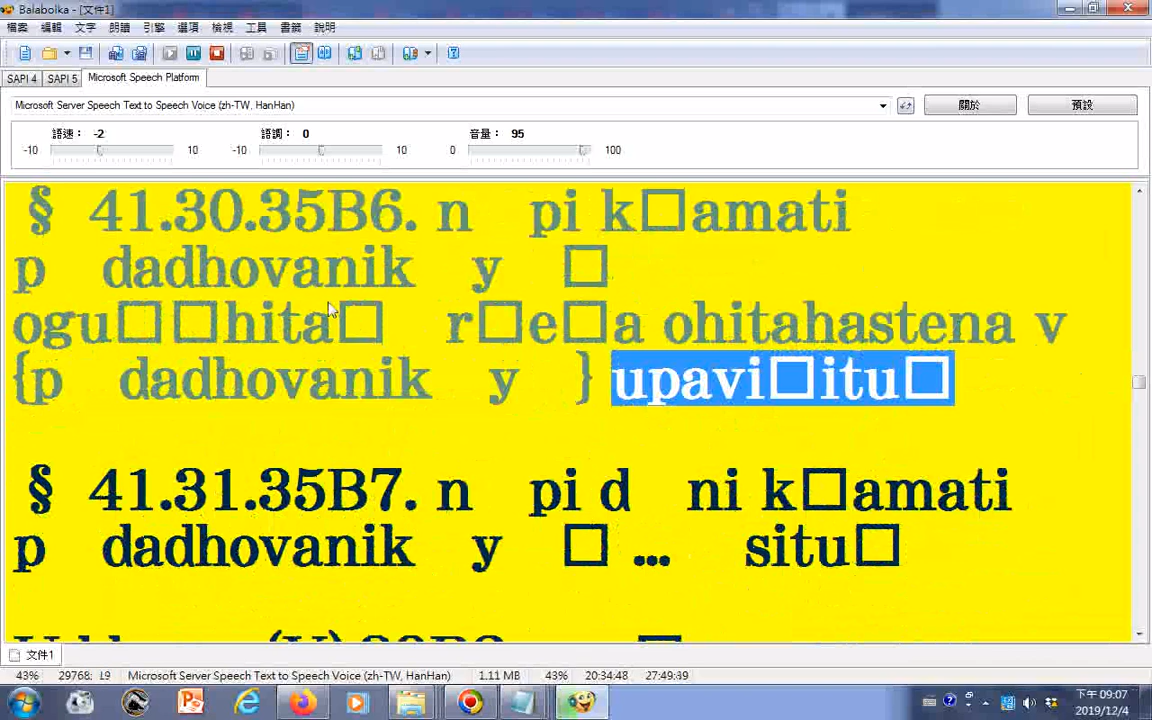 Balabolka - [文件1]
檔案 編輯 文字 朗讀 引擎 選項 檢視 工具 書籤 說明
SAPI 4 SAPI 5 Microsoft Speech Platform
Microsoft Server Speech Text to Speech Voice (zh-TW, HanHan)
關於 預設
語速： -2 語調： 0 音量： 95
-10 10 -10 10 0 100
§ 41.30.35B6. n pi k□amati
p dadhovanik y □
ogu□□hita□ r□e□a ohitahastena v
{p dadhovanik y } upavi□itu□
§ 41.31.35B7. n pi d ni k□amati
p dadhovanik y □ ... situ□
文件1
43% 29768: 19 Microsoft Server Speech Text to Speech Voice (zh-TW, HanHan) 1.11 MB 43% 20:34:48 27:49:39
下午 09:07
2019/12/4